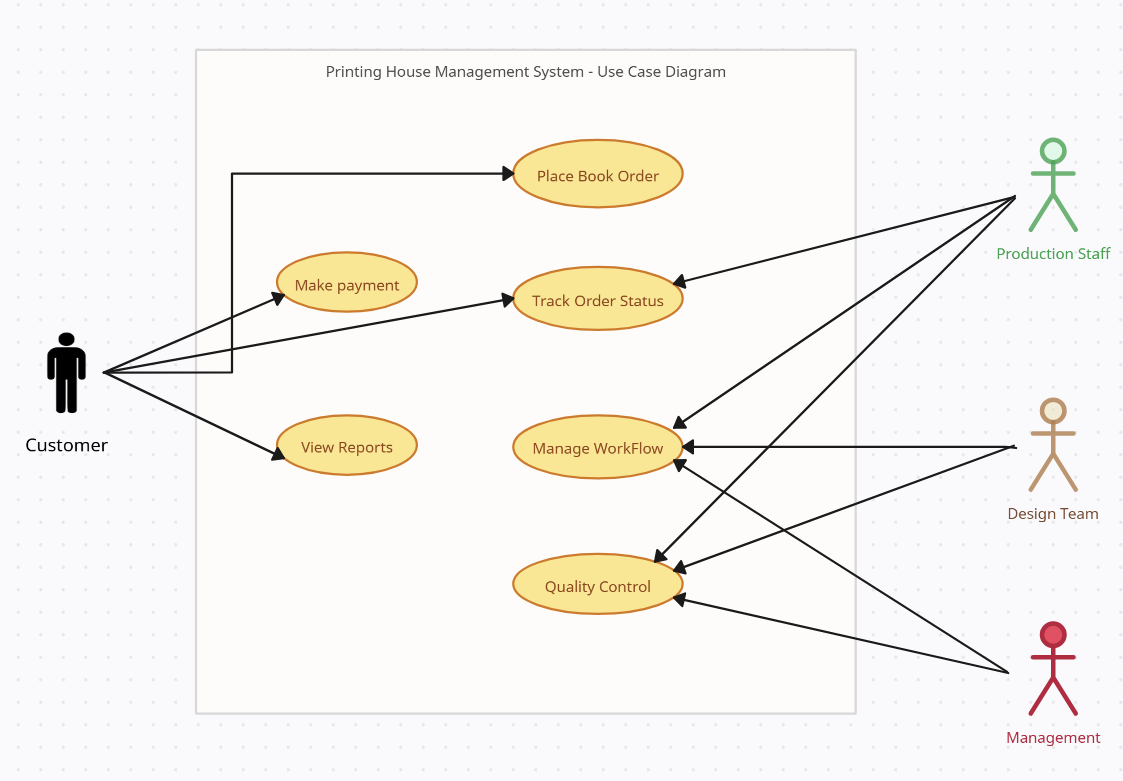 Printing House Management System - Use Case Diagram
Place Book Order
Production Staff
Make payment
Track Order Status
Customer
View Reports
Manage WorkFlow
Design Team
Quality Control
Management